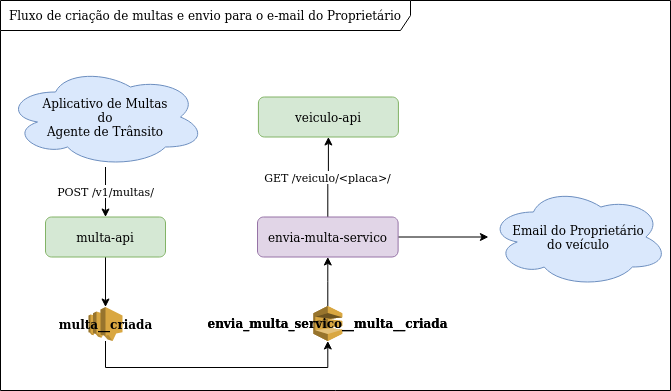 Fluxo de criação de multas e envio para o e-mail do Proprietário
Aplicativo de Multas
do
Agente de Trânsito
POST /v1/multas/
multa-api
multa__criada
veiculo-api
GET /veiculo/<placa>/
envia-multa-servico
envia_multa_servico__multa__criada
Email do Proprietário
do veículo